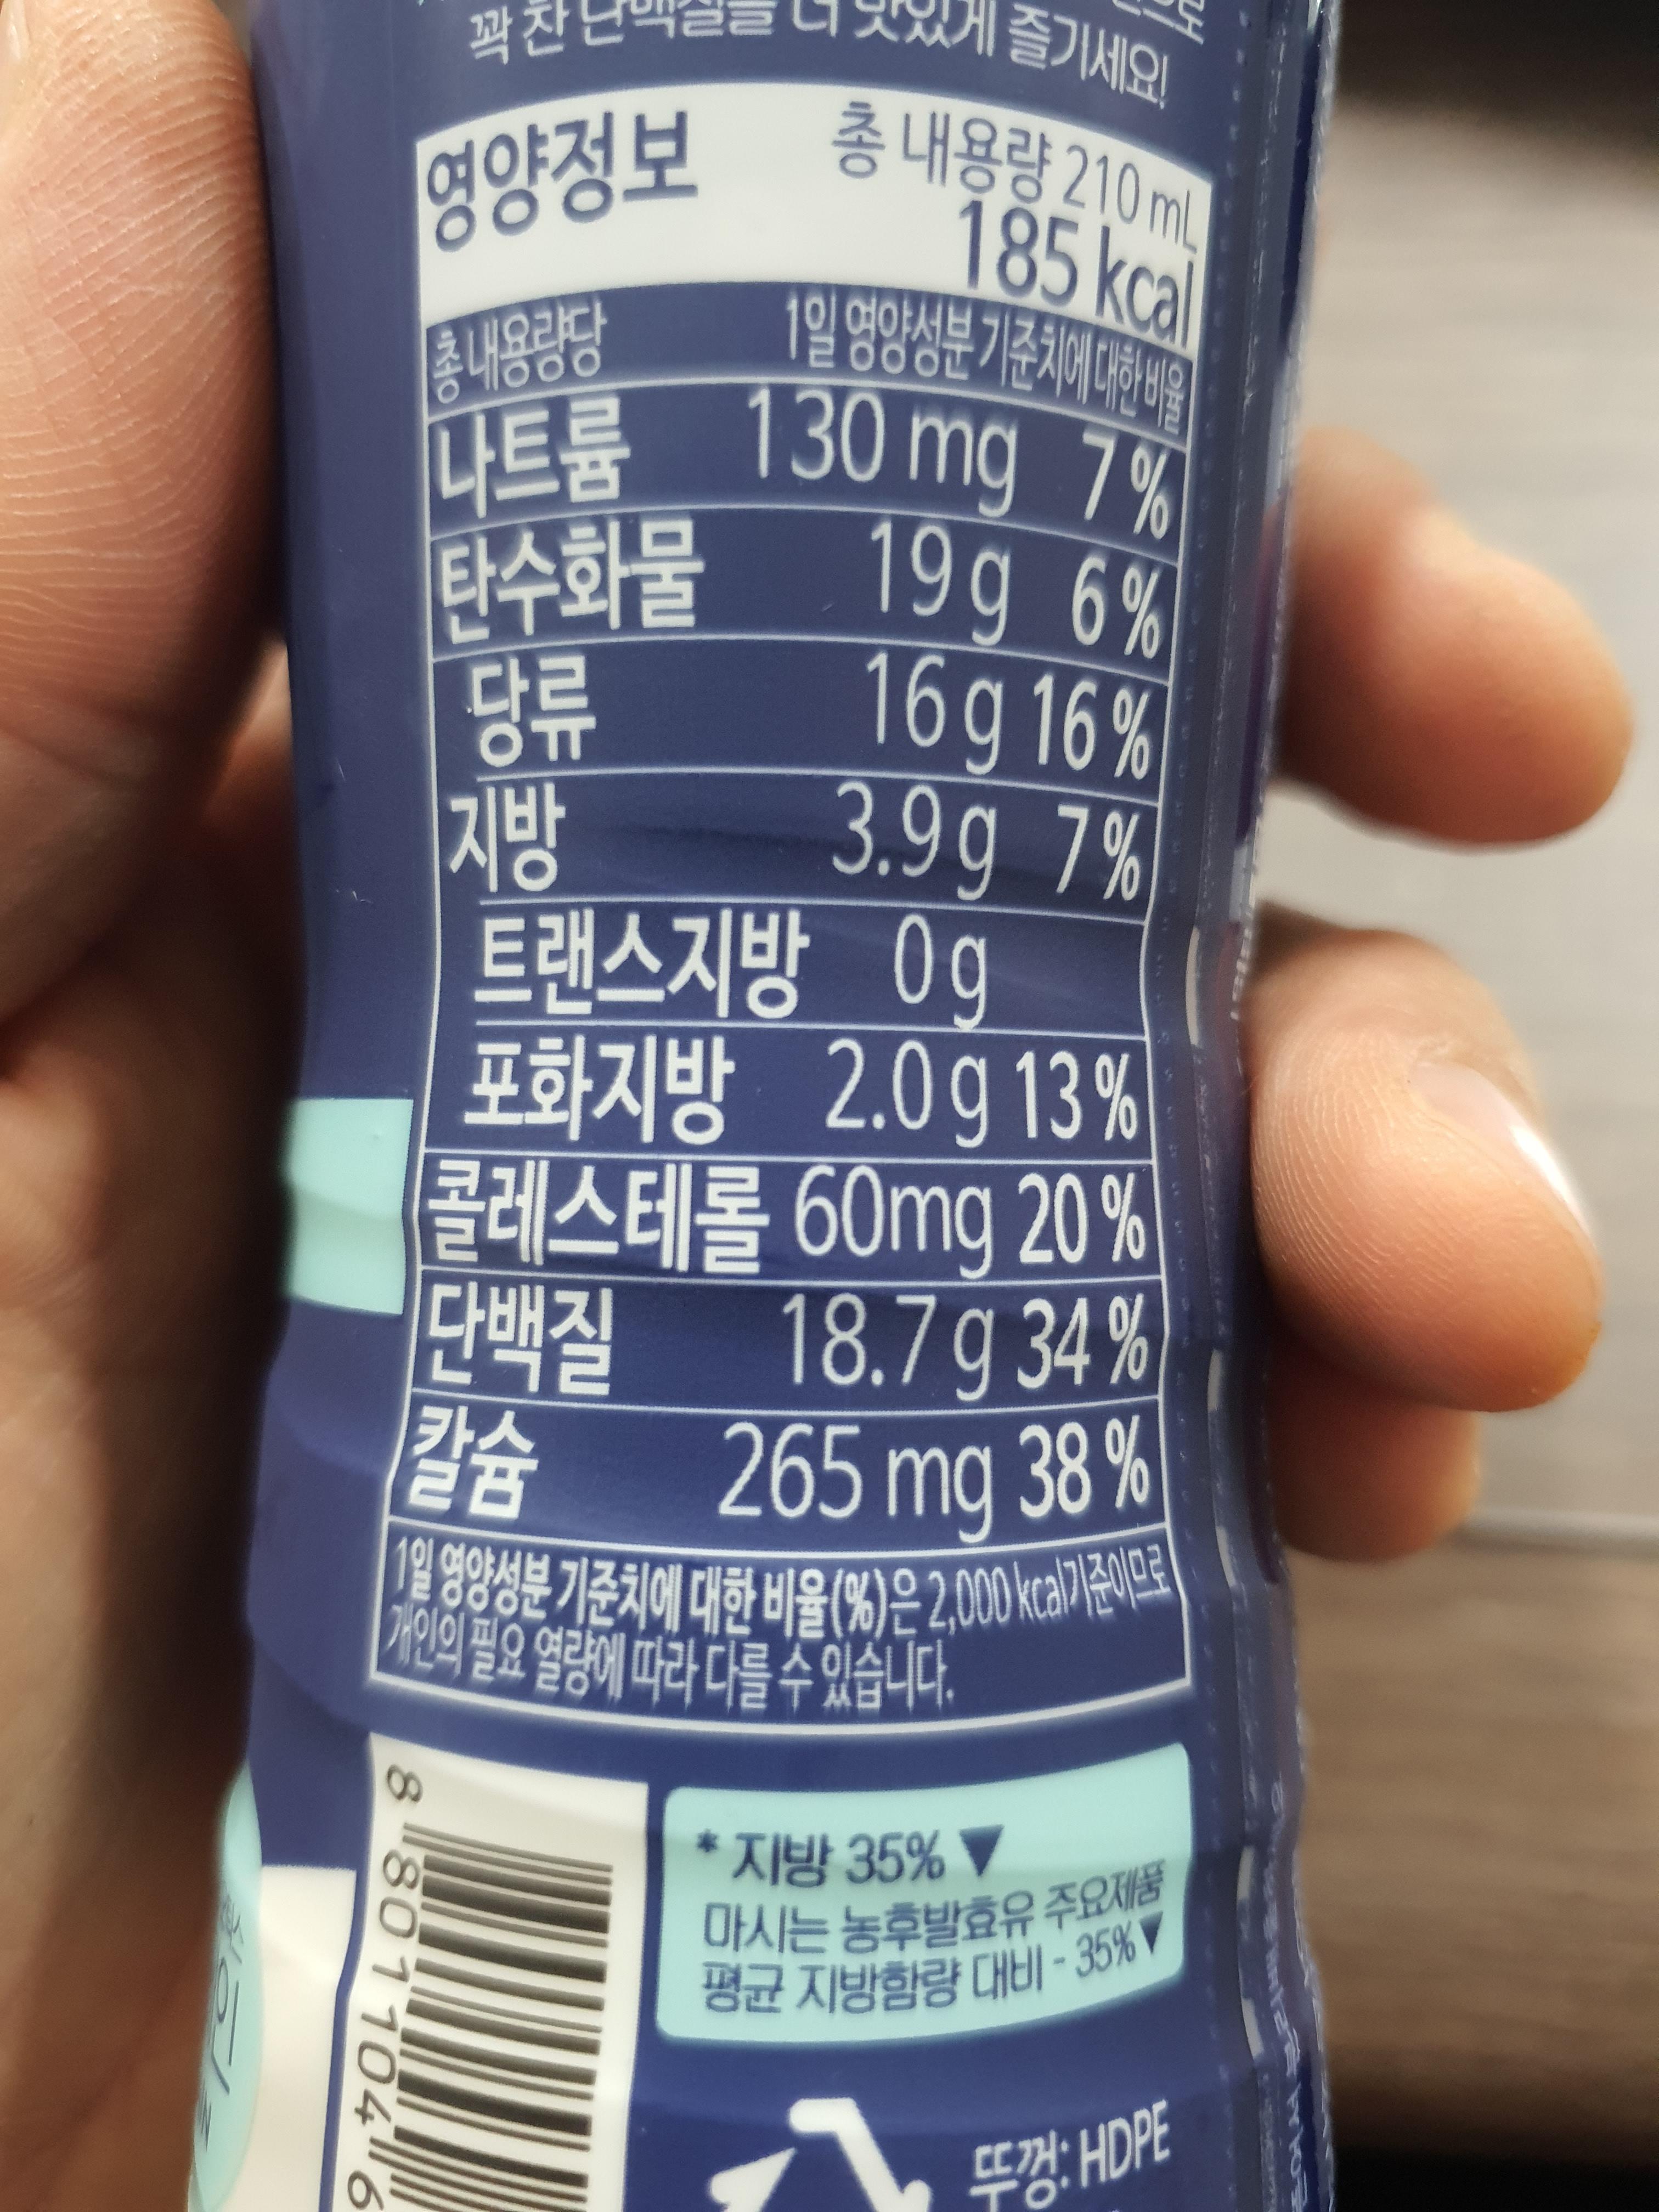 꽉 찬 단백질을 더 맛있게 즐기세요!
영양정보 총 내용량 210 mL
185 kcal
총 내용량당 1일 영양성분 기준치에 대한 비율
나트륨 130 mg 7 %
탄수화물 19 g 6 %
당류 16 g 16 %
지방 3.9 g 7 %
트랜스지방 0 g
포화지방 2.0 g 13 %
콜레스테롤 60mg 20 %
단백질 18.7 g 34 %
칼슘 265 mg 38 %
1일 영양성분 기준치에 대한 비율(%)은 2,000 kcal기준이므로
개인의 필요 열량에 따라 다를 수 있습니다.
8 801104 6
* 지방 35% ▼
마시는 농후발효유 주요제품
평균 지방함량 대비 - 35% ▼
뚜껑: HDPE